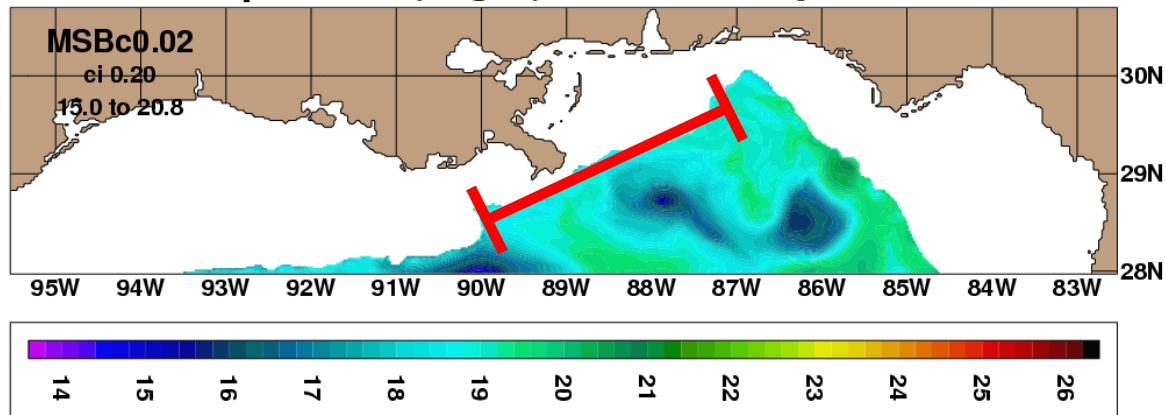 MSBc0.02
ci 0.20
15.0 to 20.8
30N
29N
28N
95W 94W 93W 92W 91W 90W 89W 88W 87W 86W 85W 84W 83W
14 15 16 17 18 19 20 21 22 23 24 25 26